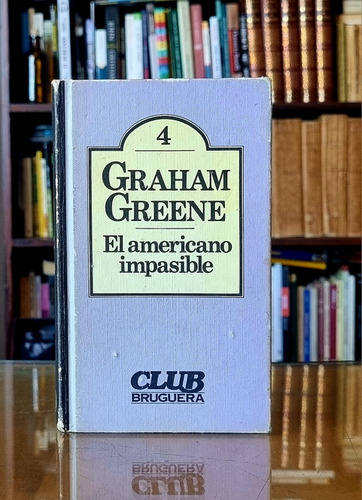 4
GRAHAM
GREENE
El americano
impasible
CLUB
BRUGUERA